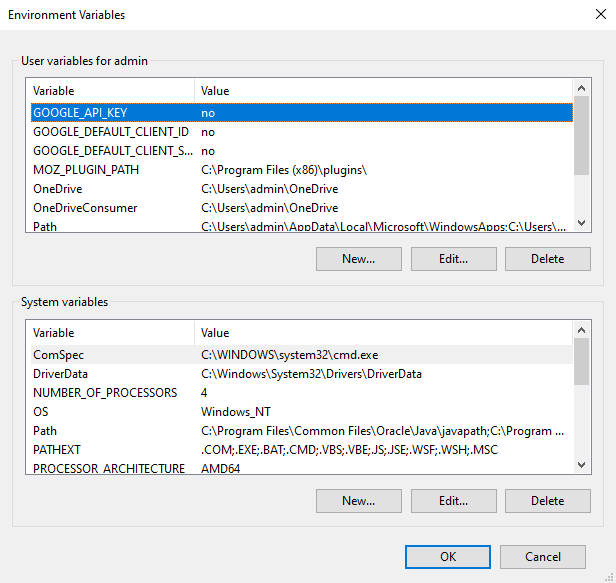 Environment Variables
User variables for admin
Variable Value
GOOGLE_API_KEY no
GOOGLE_DEFAULT_CLIENT_ID no
GOOGLE_DEFAULT_CLIENT_S... no
MOZ_PLUGIN_PATH C:\Program Files (x86)\plugins\
OneDrive C:\Users\admin\OneDrive
OneDriveConsumer C:\Users\admin\OneDrive
Path C:\Users\admin\AppData\Local\Microsoft\WindowsApps;C:\Users\...
New... Edit... Delete
System variables
Variable Value
ComSpec C:\WINDOWS\system32\cmd.exe
DriverData C:\Windows\System32\Drivers\DriverData
NUMBER_OF_PROCESSORS 4
OS Windows_NT
Path C:\Program Files\Common Files\Oracle\Java\javapath;C:\Program ...
PATHEXT .COM;.EXE;.BAT;.CMD;.VBS;.VBE;.JS;.JSE;.WSF;.WSH;.MSC
PROCESSOR_ARCHITECTURE AMD64
New... Edit... Delete
OK Cancel